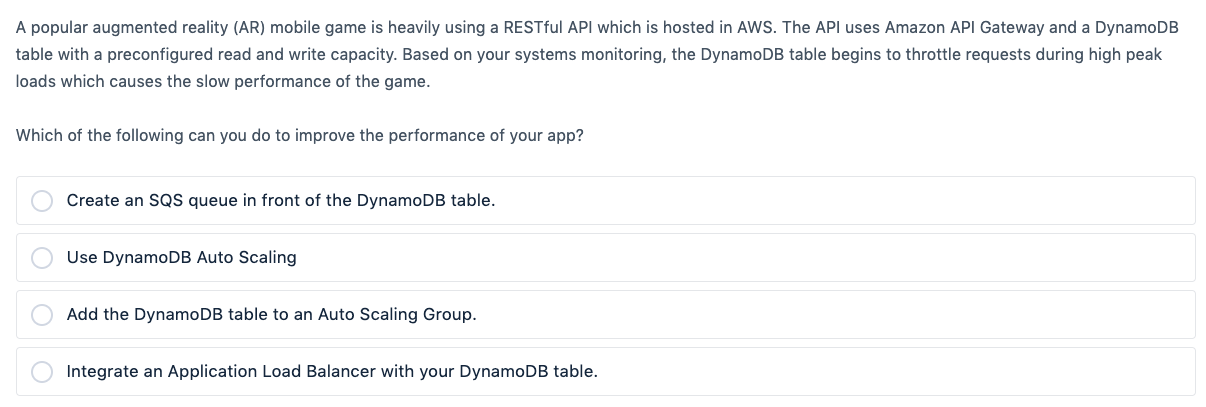 A popular augmented reality (AR) mobile game is heavily using a RESTful API which is hosted in AWS. The API uses Amazon API Gateway and a DynamoDB
table with a preconfigured read and write capacity. Based on your systems monitoring, the DynamoDB table begins to throttle requests during high peak
loads which causes the slow performance of the game.
Which of the following can you do to improve the performance of your app?
Create an SQS queue in front of the DynamoDB table.
Use DynamoDB Auto Scaling
Add the DynamoDB table to an Auto Scaling Group.
Integrate an Application Load Balancer with your DynamoDB table.